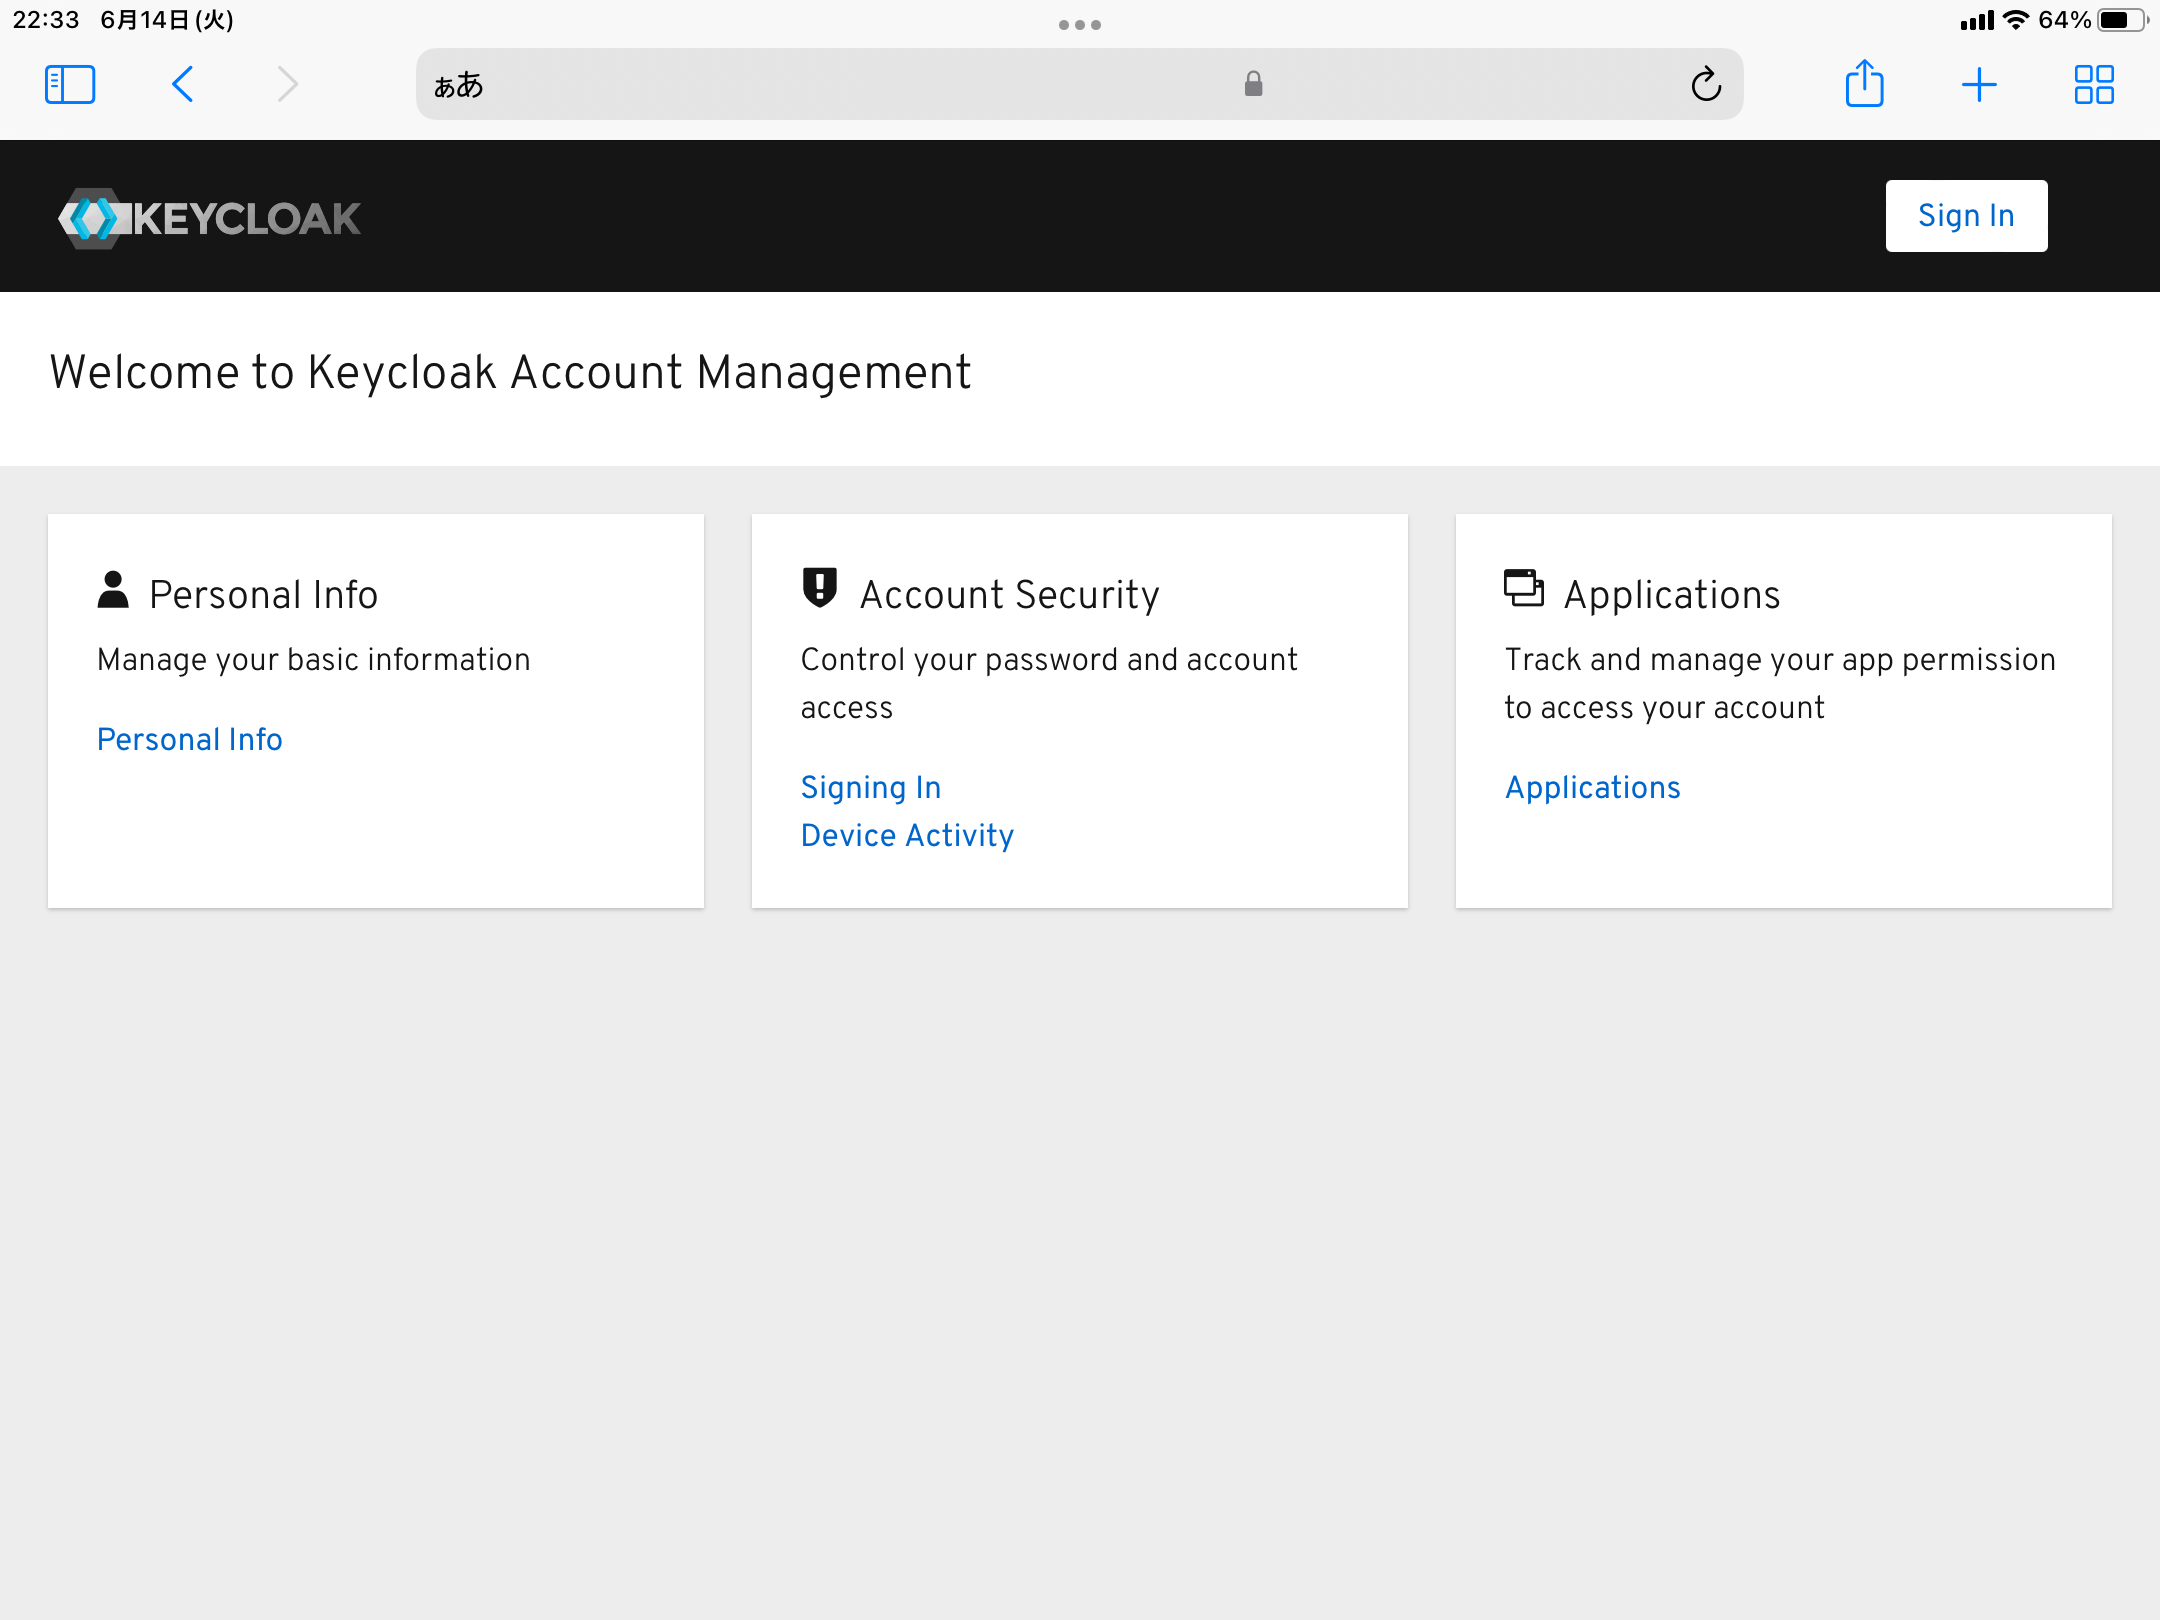 22:33 6月14日(火)
64%
ぁあ
KEYCLOAK
Sign In
Welcome to Keycloak Account Management
Personal Info
Manage your basic information
Personal Info
Account Security
Control your password and account
access
Signing In
Device Activity
Applications
Track and manage your app permission
to access your account
Applications